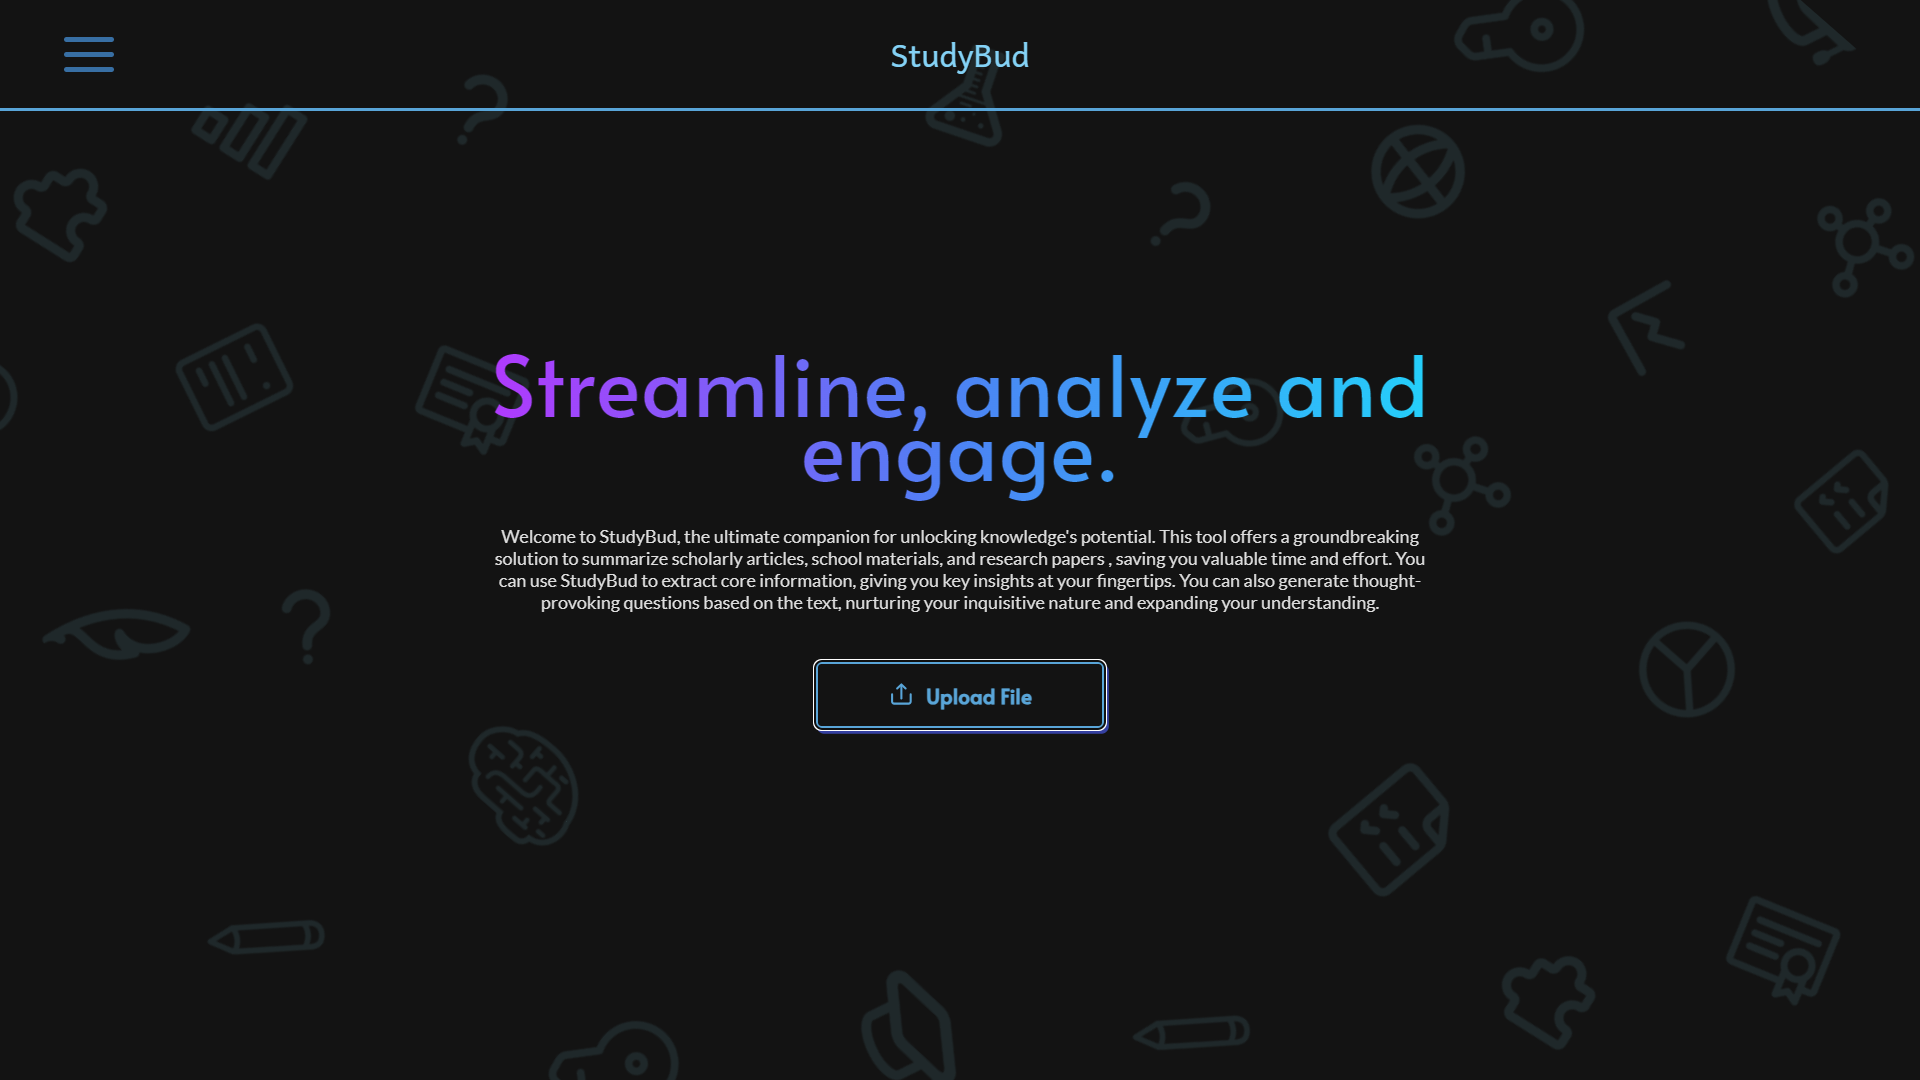 StudyBud
Streamline, analyze and
engage.
Welcome to StudyBud, the ultimate companion for unlocking knowledge's potential. This tool offers a groundbreaking
solution to summarize scholarly articles, school materials, and research papers , saving you valuable time and effort. You
can use StudyBud to extract core information, giving you key insights at your fingertips. You can also generate thought-
provoking questions based on the text, nurturing your inquisitive nature and expanding your understanding.
Upload File